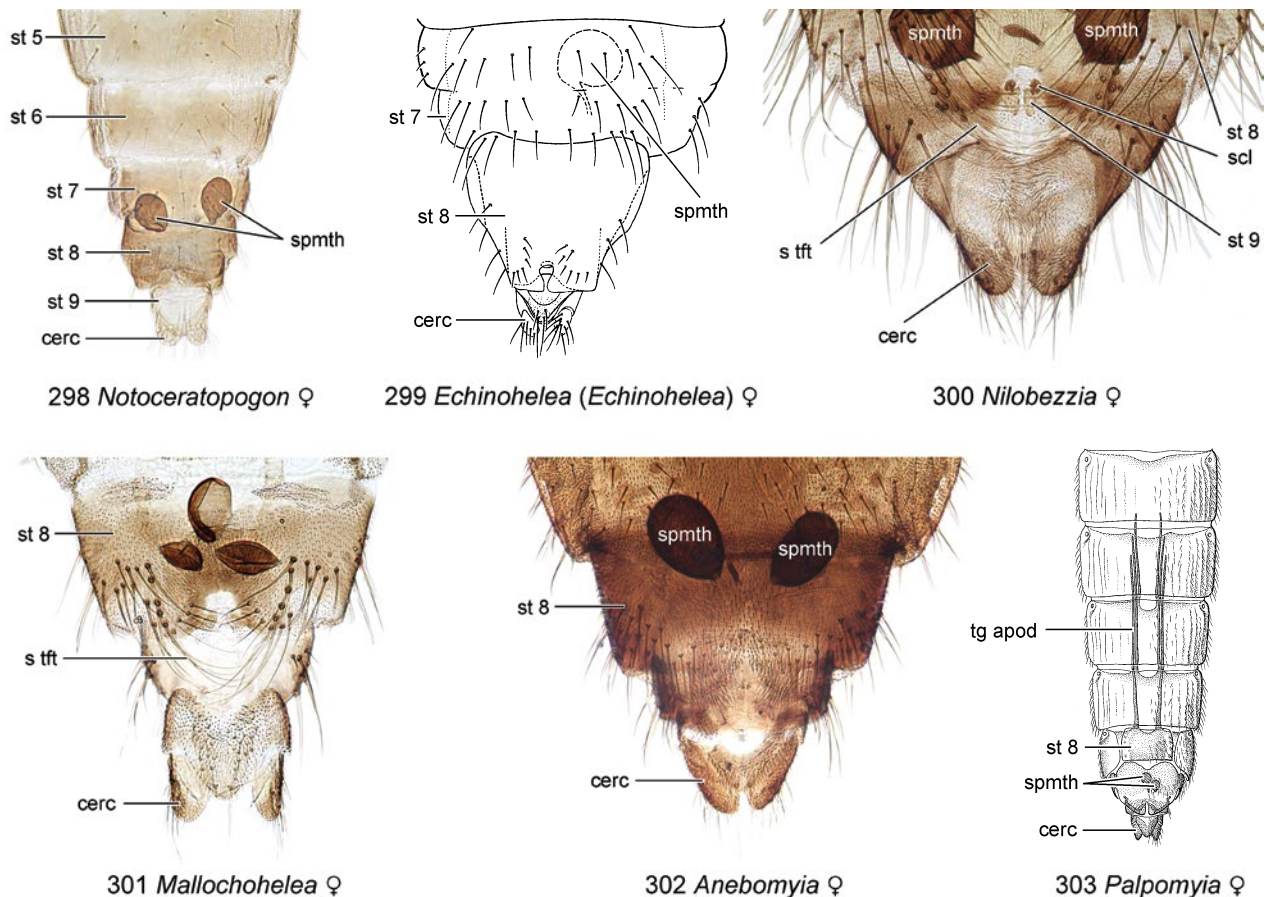 st 5
st 6
st 7
spmth
st 8
st 9
cerc
298 Notoceratopogon ♀
st 7
spmth
st 8
cerc
299 Echinohelea (Echinohelea) ♀
spmth
spmth
st 8
scl
s tft
st 9
cerc
300 Nilobezzia ♀
st 8
s tft
cerc
301 Mallochohelea ♀
spmth
spmth
st 8
cerc
302 Anebomyia ♀
tg apod
st 8
spmth
cerc
303 Palpomyia ♀